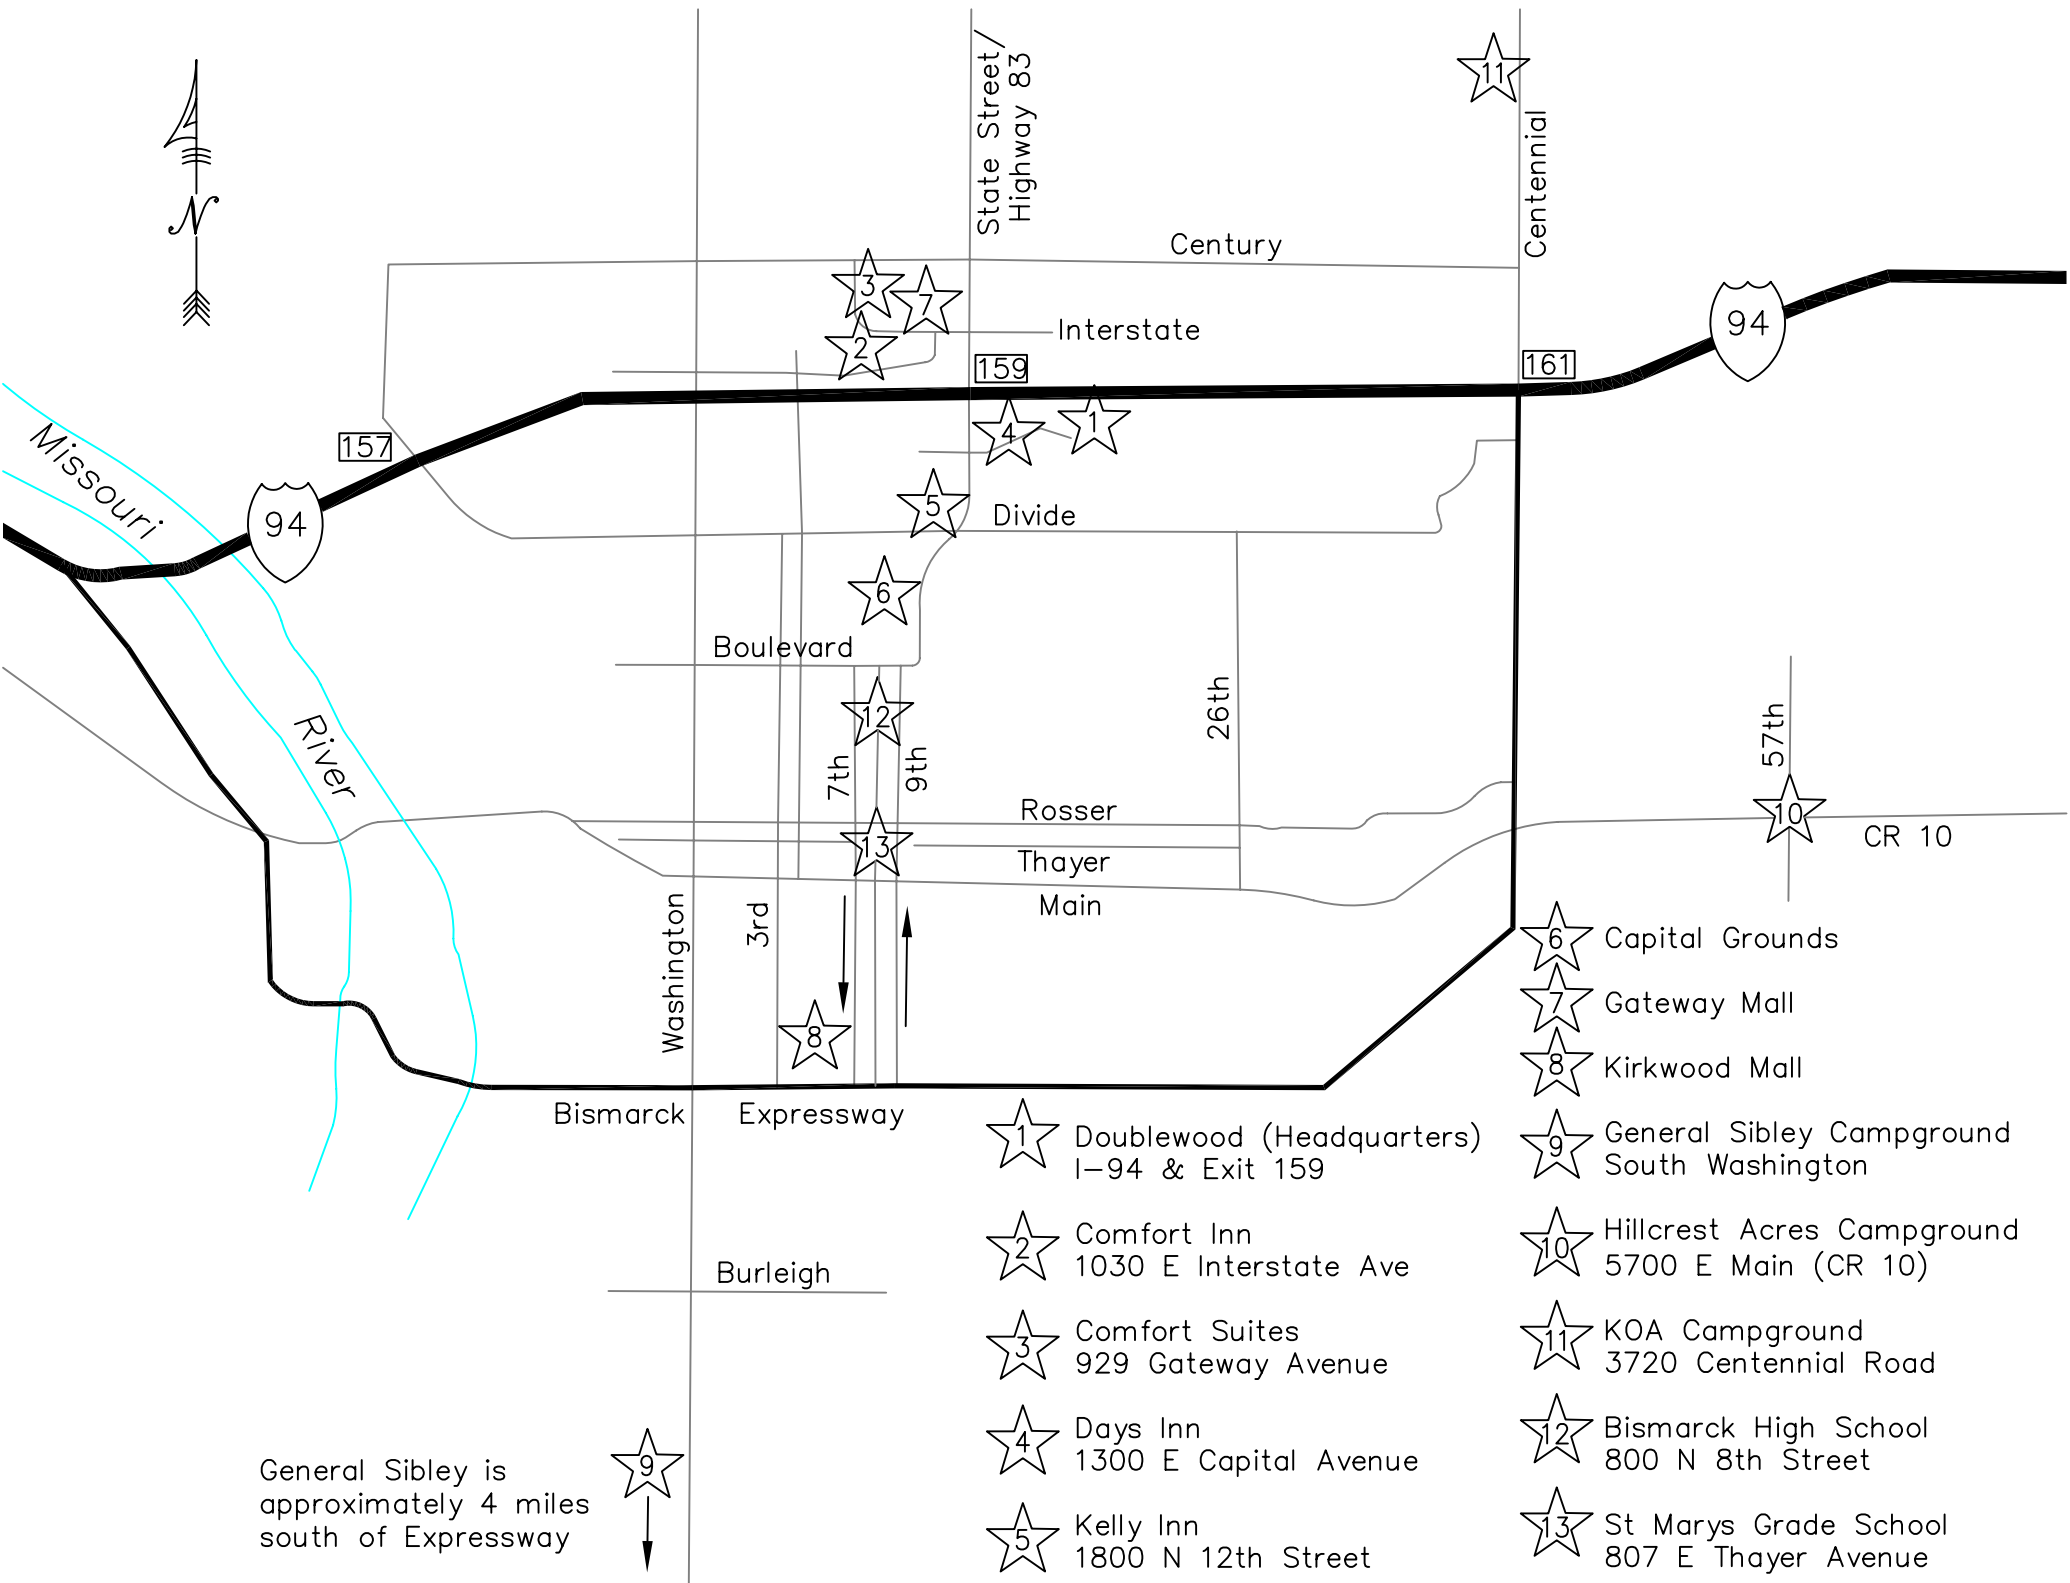 State Street/
Highway 83
11
Centennial
N
Century
3
7
Interstate
2
94
159
161
157
1
4
Missouri
94
5
Divide
6
Boulevard
River
12
26th
57th
7th
9th
10
Rosser
CR 10
13
Thayer
Main
Washington
3rd
8
Bismarck Expressway
Burleigh
9
General Sibley is
approximately 4 miles
south of Expressway
1
Doublewood (Headquarters)
I-94 & Exit 159
2
Comfort Inn
1030 E Interstate Ave
3
Comfort Suites
929 Gateway Avenue
4
Days Inn
1300 E Capital Avenue
5
Kelly Inn
1800 N 12th Street
6
Capital Grounds
7
Gateway Mall
8
Kirkwood Mall
9
General Sibley Campground
South Washington
10
Hillcrest Acres Campground
5700 E Main (CR 10)
11
KOA Campground
3720 Centennial Road
12
Bismarck High School
800 N 8th Street
13
St Marys Grade School
807 E Thayer Avenue